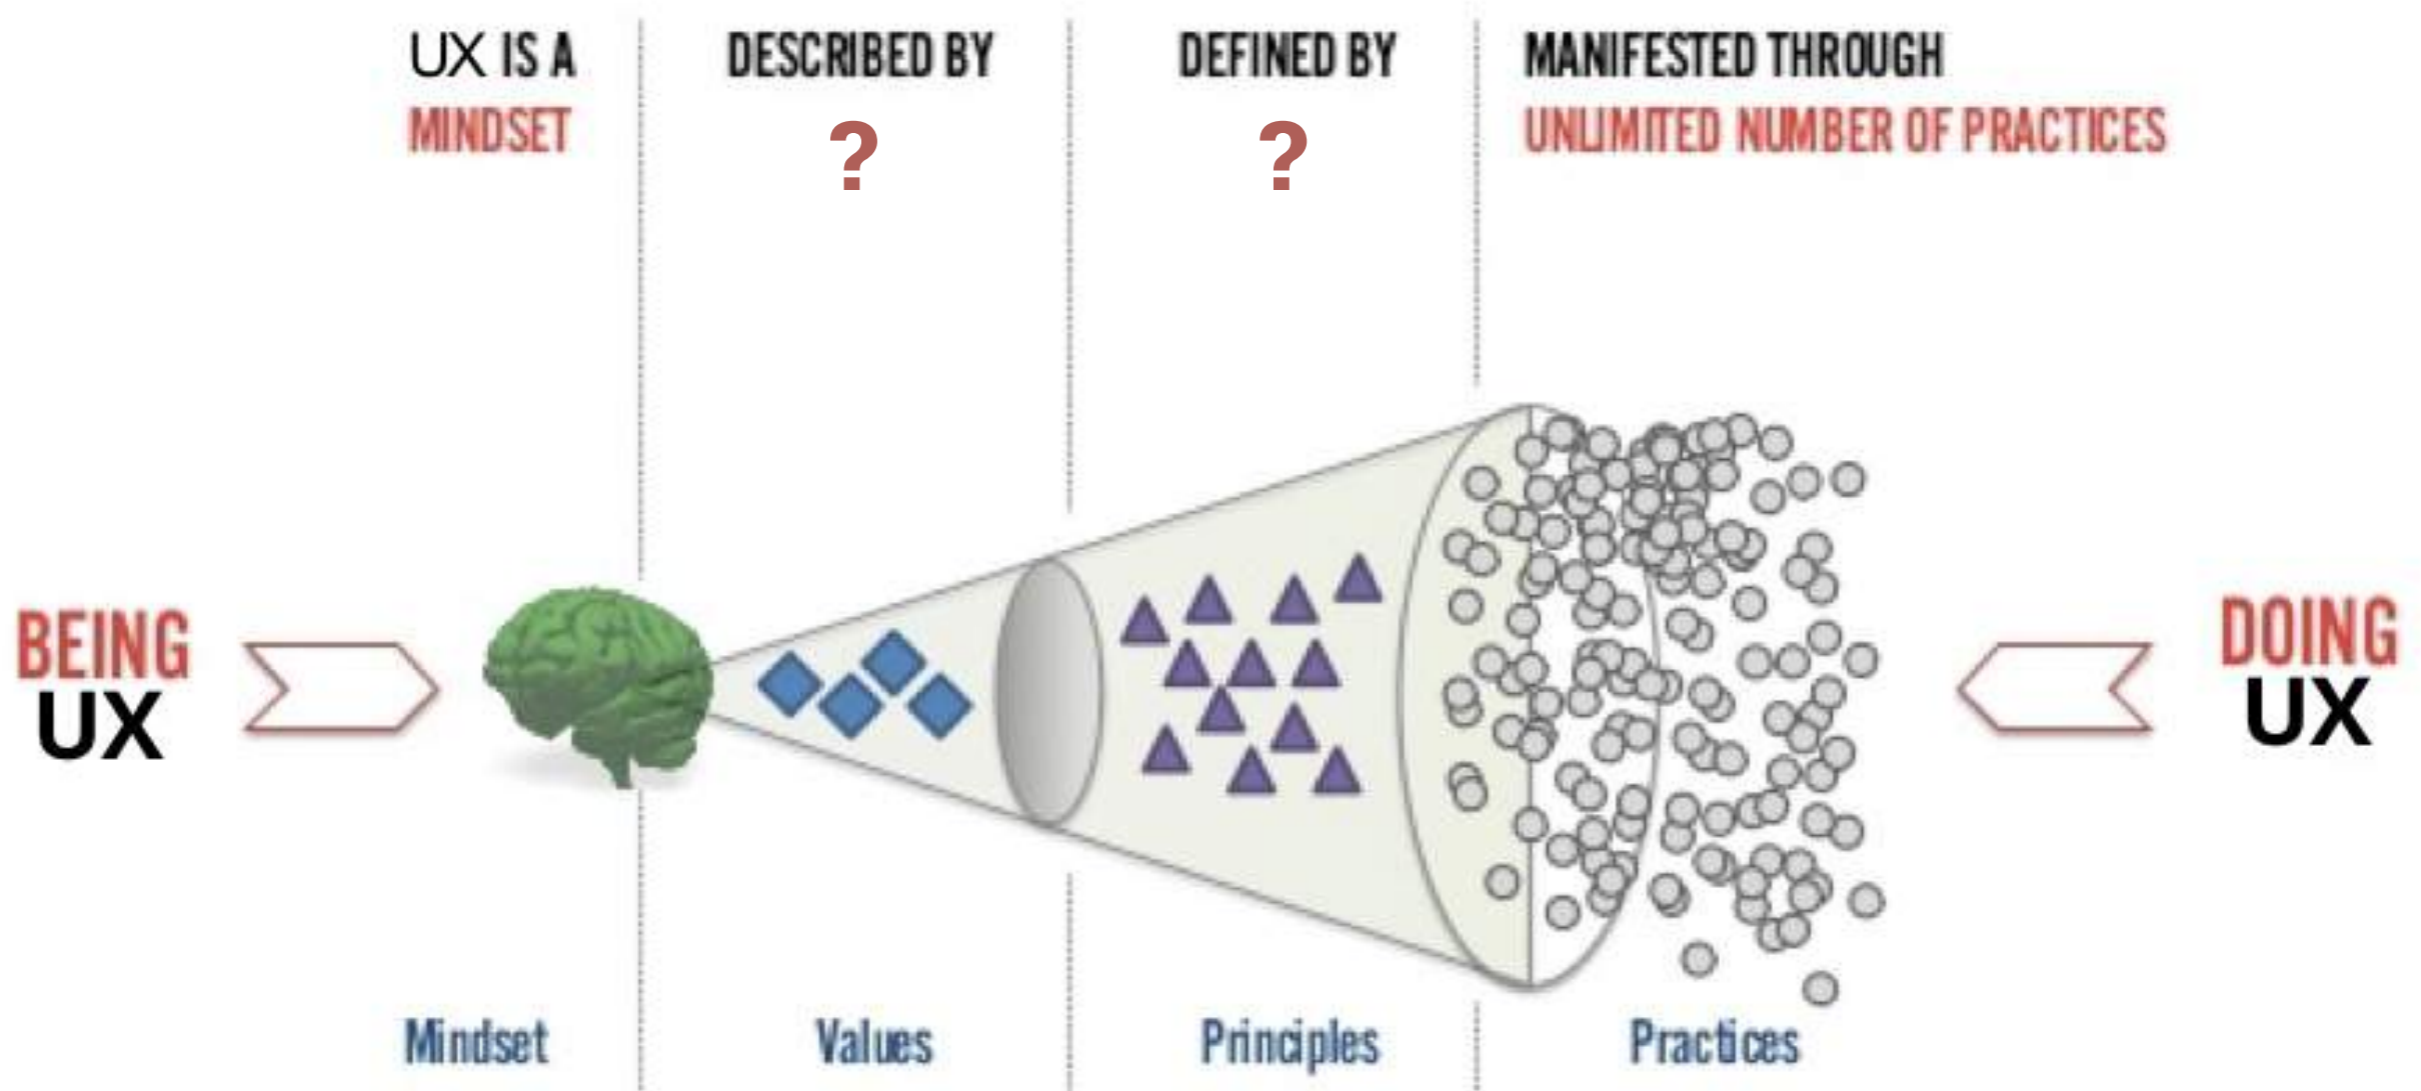 UX IS A
MINDSET
DESCRIBED BY
?
DEFINED BY
?
MANIFESTED THROUGH
UNLIMITED NUMBER OF PRACTICES
BEING
UX
DOING
UX
Mindset
Values
Principles
Practices